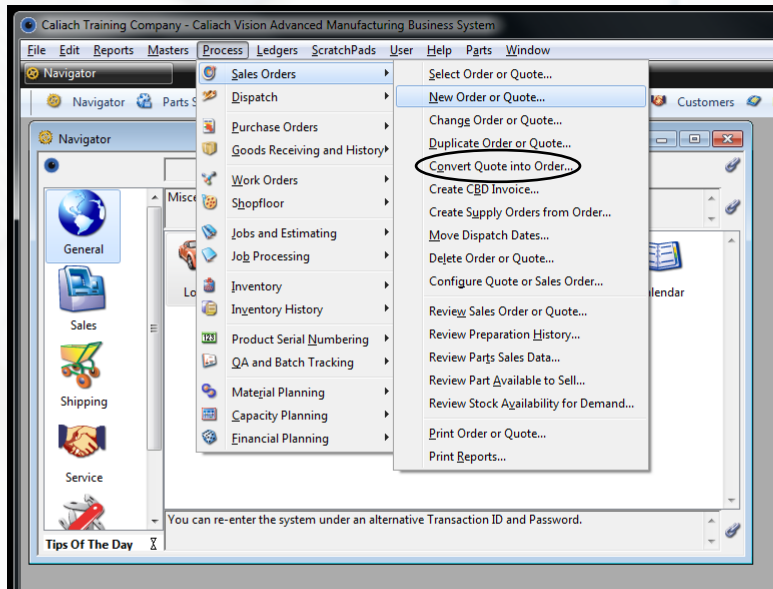 Caliach Training Company - Caliach Vision Advanced Manufacturing Business System
File Edit Reports Masters Process Ledgers ScratchPads User Help Parts Window
Navigator
Navigator Parts Customers
Navigator
General
Sales
Shipping
Service
Tips Of The Day
Sales Orders
Dispatch
Purchase Orders
Goods Receiving and History
Work Orders
Shopfloor
Jobs and Estimating
Job Processing
Inventory
Inventory History
Product Serial Numbering
QA and Batch Tracking
Material Planning
Capacity Planning
Financial Planning
Select Order or Quote...
New Order or Quote...
Change Order or Quote...
Duplicate Order or Quote...
Convert Quote into Order...
Create CBD Invoice...
Create Supply Orders from Order...
Move Dispatch Dates...
Delete Order or Quote...
Configure Quote or Sales Order...
Review Sales Order or Quote...
Review Preparation History...
Review Parts Sales Data...
Review Part Available to Sell...
Review Stock Availability for Demand...
Print Order or Quote...
Print Reports...
You can re-enter the system under an alternative Transaction ID and Password.